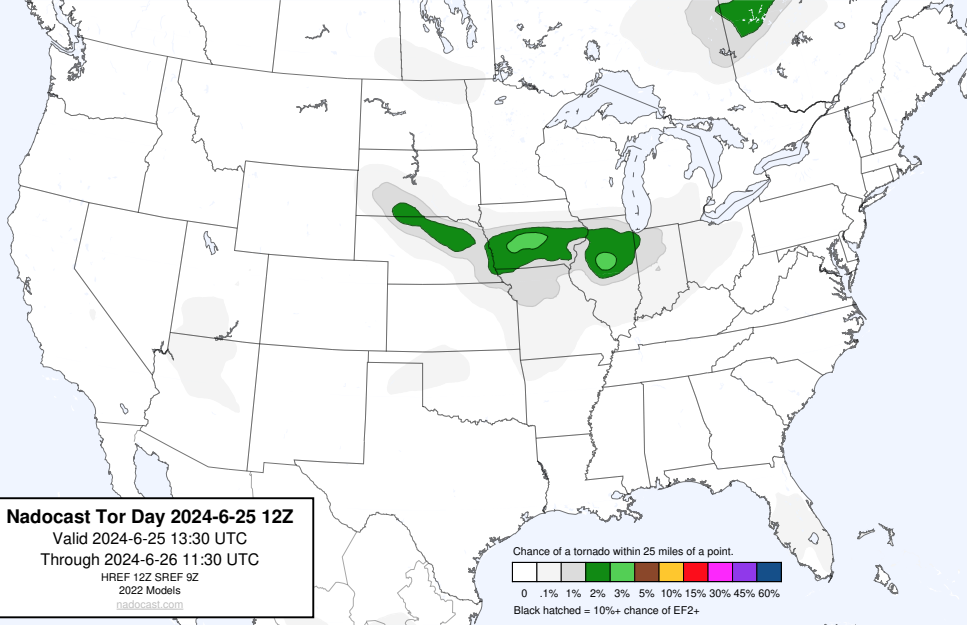 Nadocast Tor Day 2024-6-25 12Z
Valid 2024-6-25 13:30 UTC
Through 2024-6-26 11:30 UTC
HREF 12Z SREF 9Z
2022 Models
nadocast.com
Chance of a tornado within 25 miles of a point.
0 .1% 1% 2% 3% 5% 10% 15% 30% 45% 60%
Black hatched = 10%+ chance of EF2+